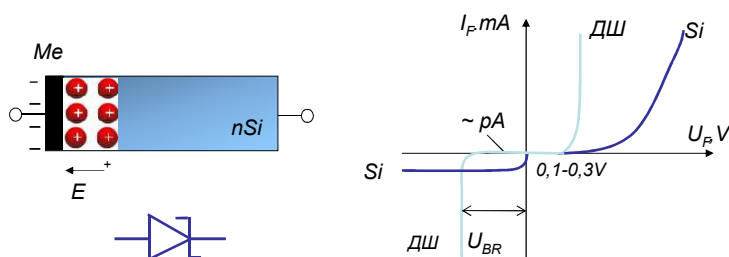 Me
− − − − −
+ +
+ +
+ +
nSi
+
E
I_F, mA
ДШ
Si
~ pA
U_F, V
0,1-0,3V
Si
U_BR
ДШ